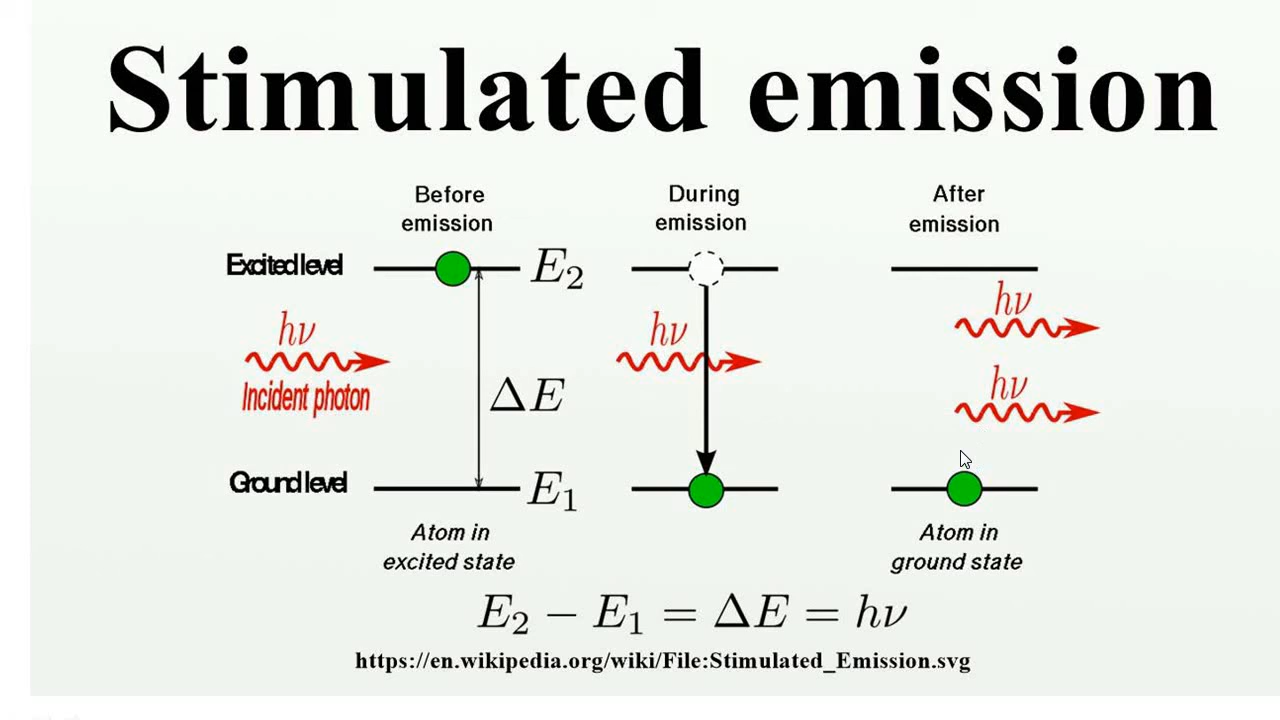 Stimulated emission
Before
emission
During
emission
After
emission
Excited level
E₂
hν
hν
hν
Incident photon
ΔE
hν
Ground level
E₁
Atom in
excited state
Atom in
ground state
E₂ − E₁ = ΔE = hν
https://en.wikipedia.org/wiki/File:Stimulated_Emission.svg